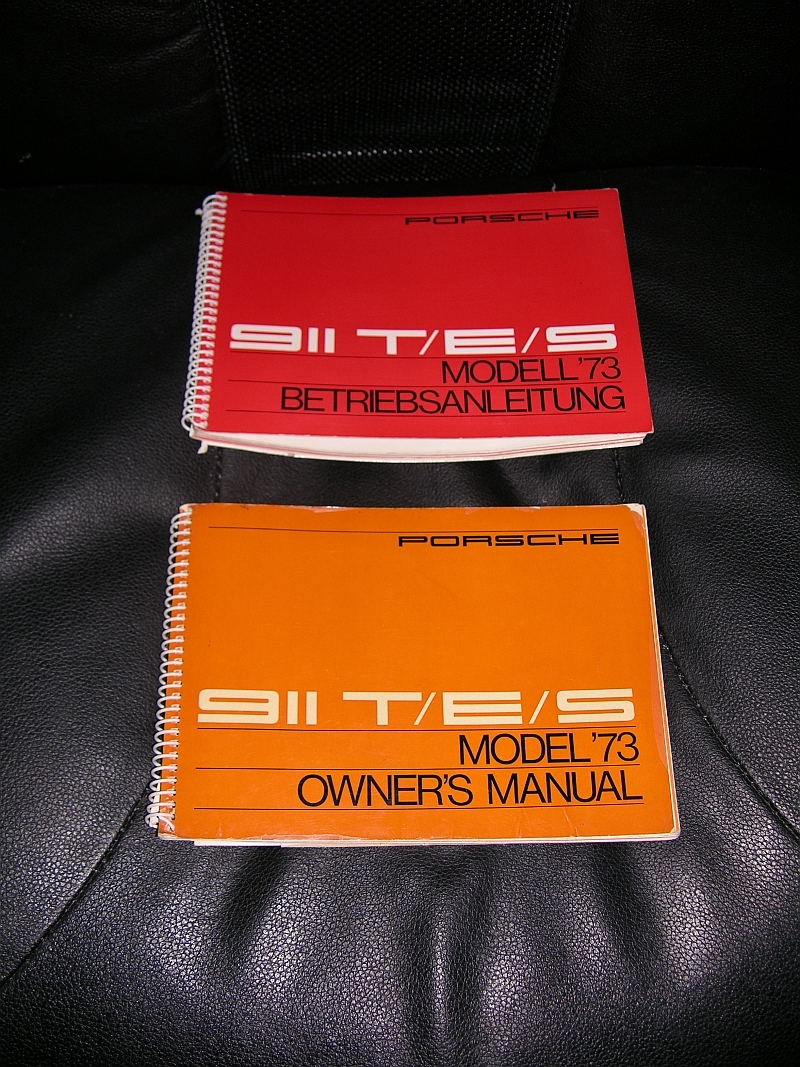 PORSCHE
911 T/E/S
MODELL '73
BETRIEBSANLEITUNG
PORSCHE
911 T/E/S
MODEL '73
OWNER'S MANUAL